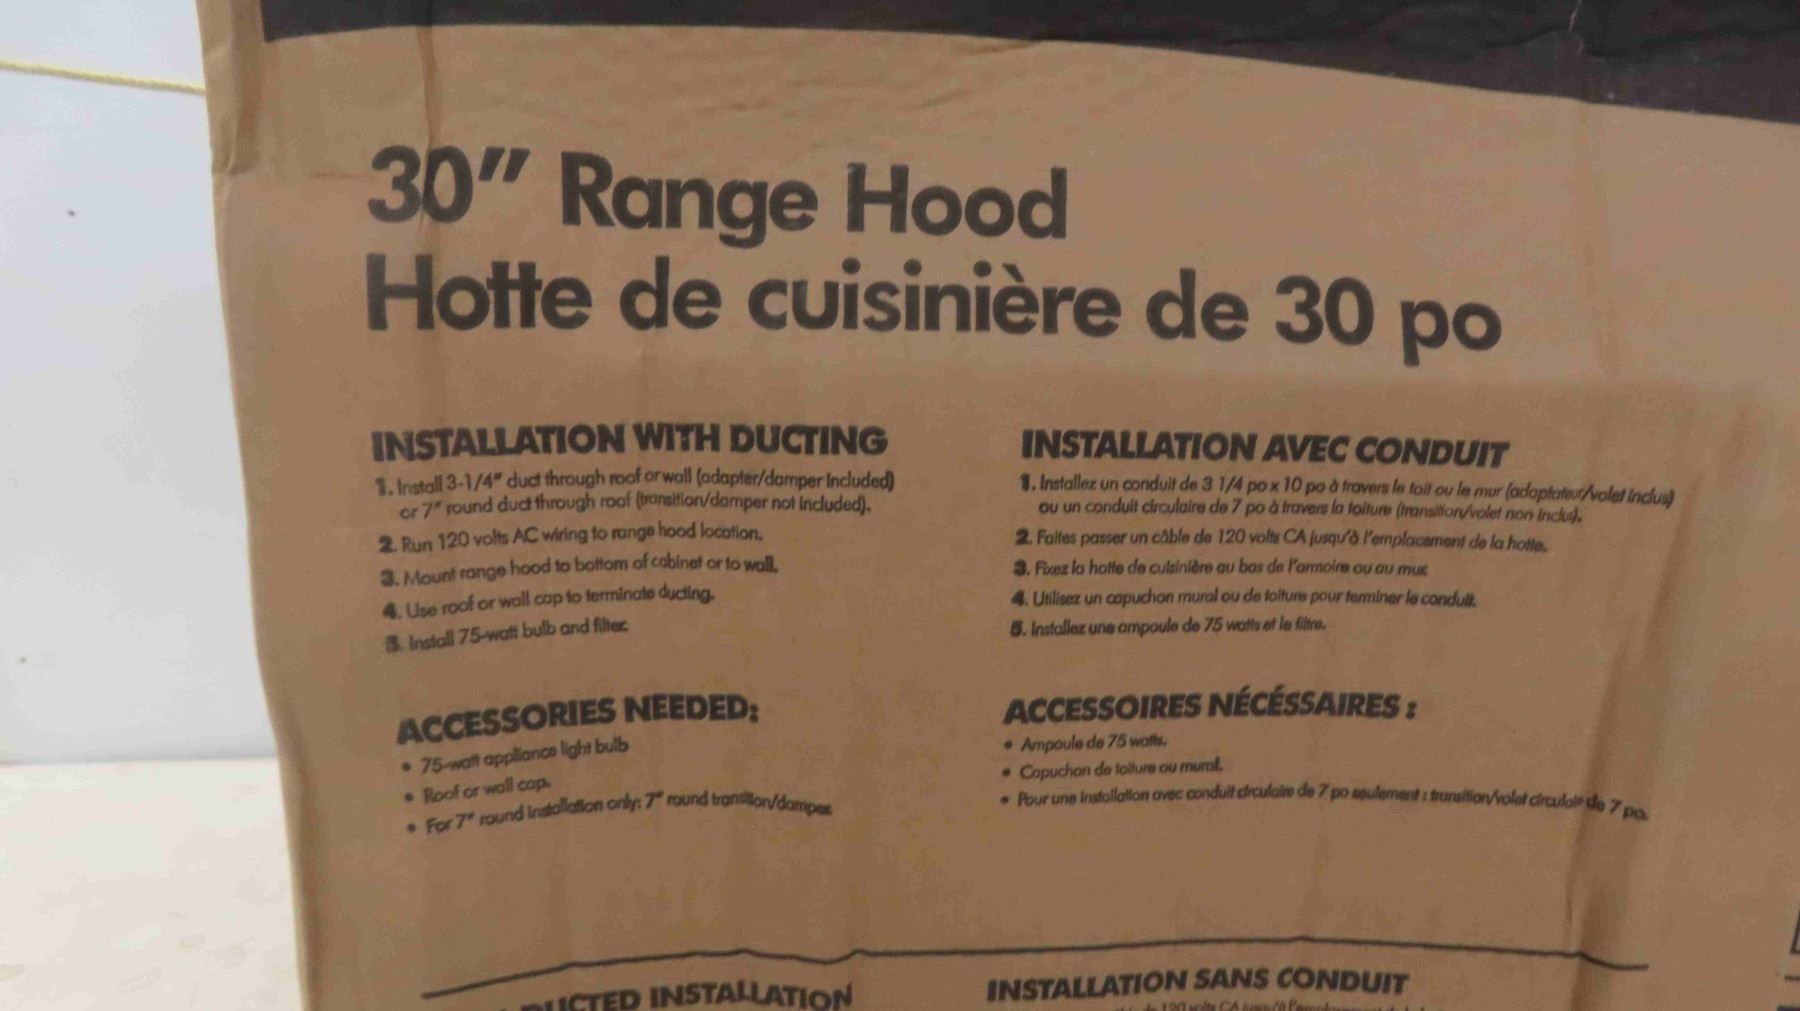 30" Range Hood
Hotte de cuisinière de 30 po
INSTALLATION WITH DUCTING
1. Install 3-1/4" duct through roof or wall (adapter/damper Included)
or 7" round duct through roof (transition/damper not Included).
2. Run 120 volts AC wiring to range hood location.
3. Mount range hood to bottom of cabinet or to wall.
4. Use roof or wall cap to terminate ducting.
5. Install 75-watt bulb and filter.
ACCESSORIES NEEDED:
• 75-watt appliance light bulb
• Roof or wall cap.
• For 7" round installation only: 7" round transition/damper.
INSTALLATION AVEC CONDUIT
1. Installez un conduit de 3 1/4 po x 10 po à travers le toit ou le mur (adaptateur/volet inclus)
ou un conduit circulaire de 7 po à travers la toiture (transition/volet non inclus).
2. Faites passer un câble de 120 volts CA jusqu'à l'emplacement de la hotte.
3. Fixez la hotte de cuisinière au bas de l'armoire ou au mur.
4. Utilisez un capuchon mural ou de toiture pour terminer le conduit.
5. Installez une ampoule de 75 watts et le filtre.
ACCESSOIRES NÉCÉSSAIRES :
• Ampoule de 75 watts.
• Capuchon de toiture ou mural.
• Pour une installation avec conduit circulaire de 7 po seulement : transition/volet circulaire de 7 po.
INSTALLATION
INSTALLATION SANS CONDUIT
de 120 volts CA jusqu'à l'emplacement